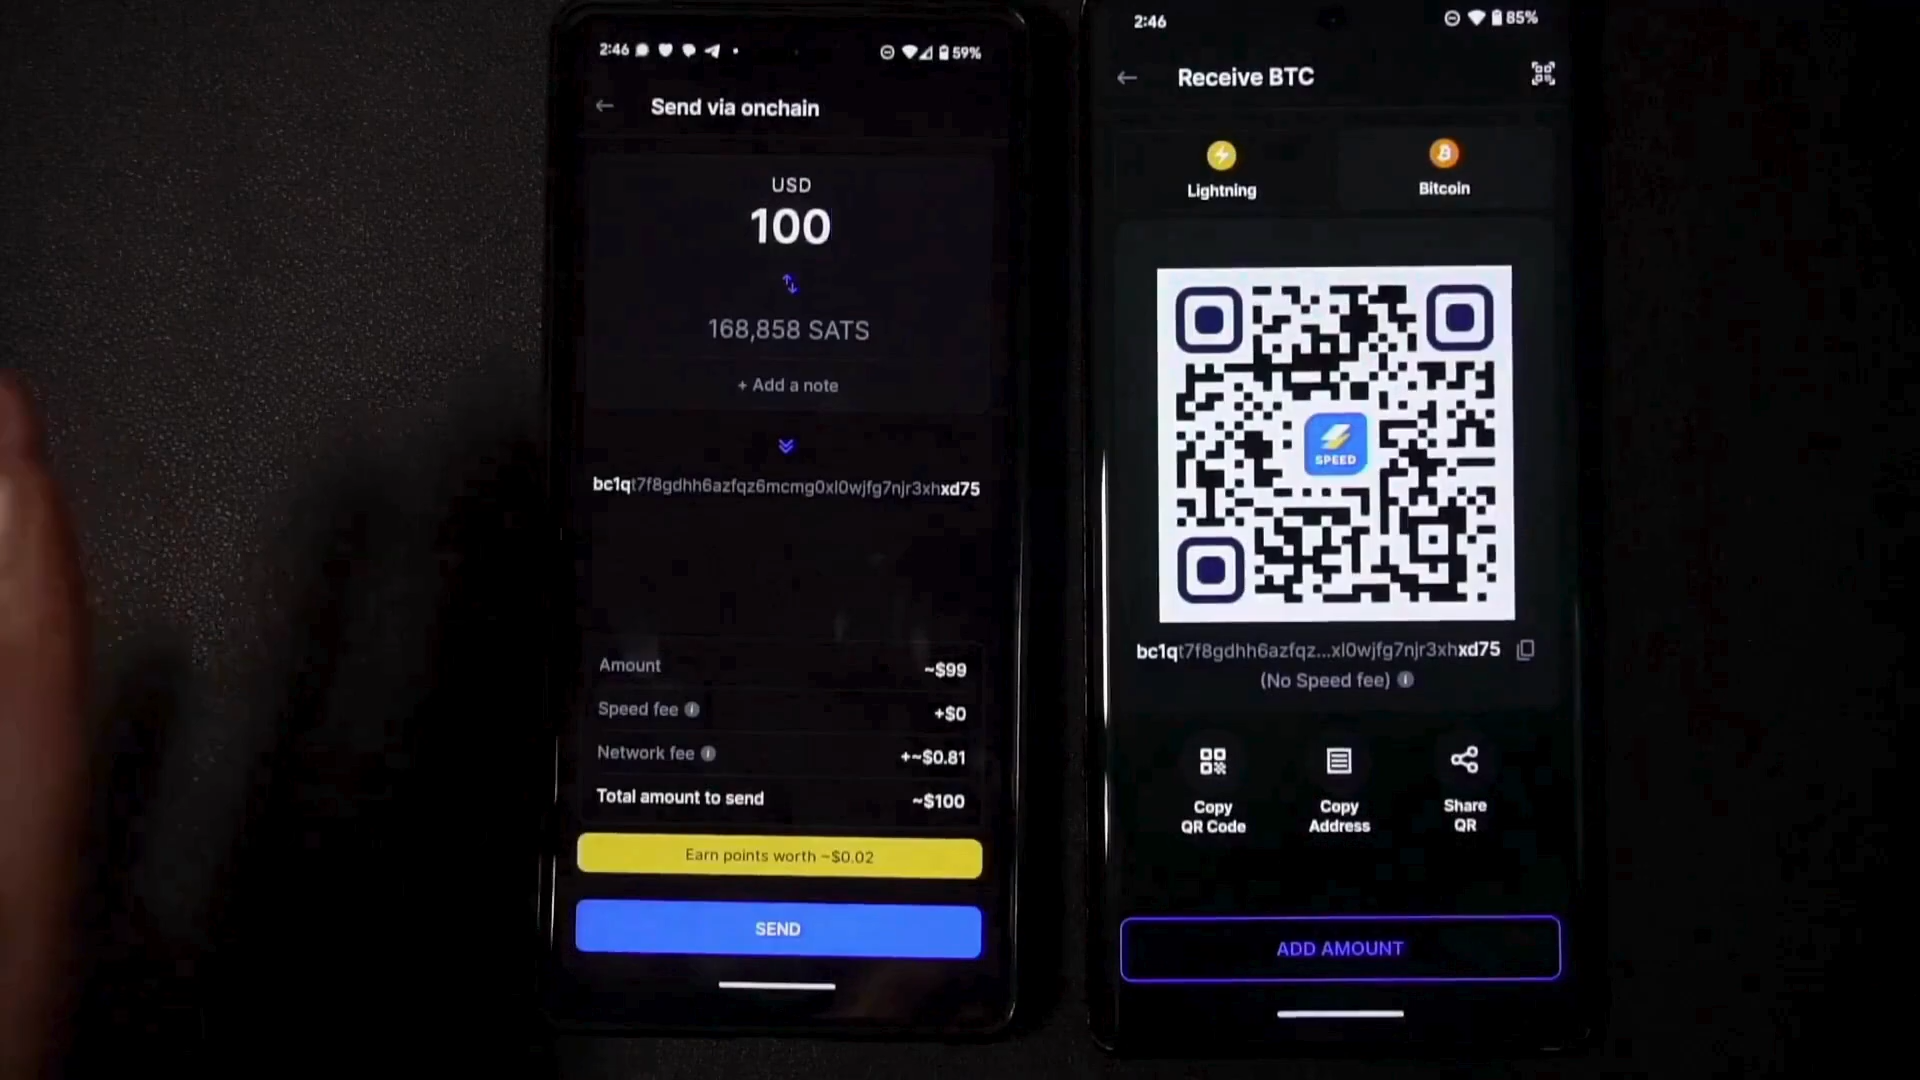 2:46
59%
Send via onchain
USD
100
168,858 SATS
+ Add a note
bc1qt7f8gdhh6azfqz6mcmg0xl0wjfg7njr3xhxd75
Amount ~$99
Speed fee +$0
Network fee +~$0.81
Total amount to send ~$100
Earn points worth ~$0.02
SEND
2:46
85%
Receive BTC
Lightning
Bitcoin
SPEED
bc1qt7f8gdhh6azfqz...xl0wjfg7njr3xhxd75
(No Speed fee)
Copy
QR Code
Copy
Address
Share
QR
ADD AMOUNT